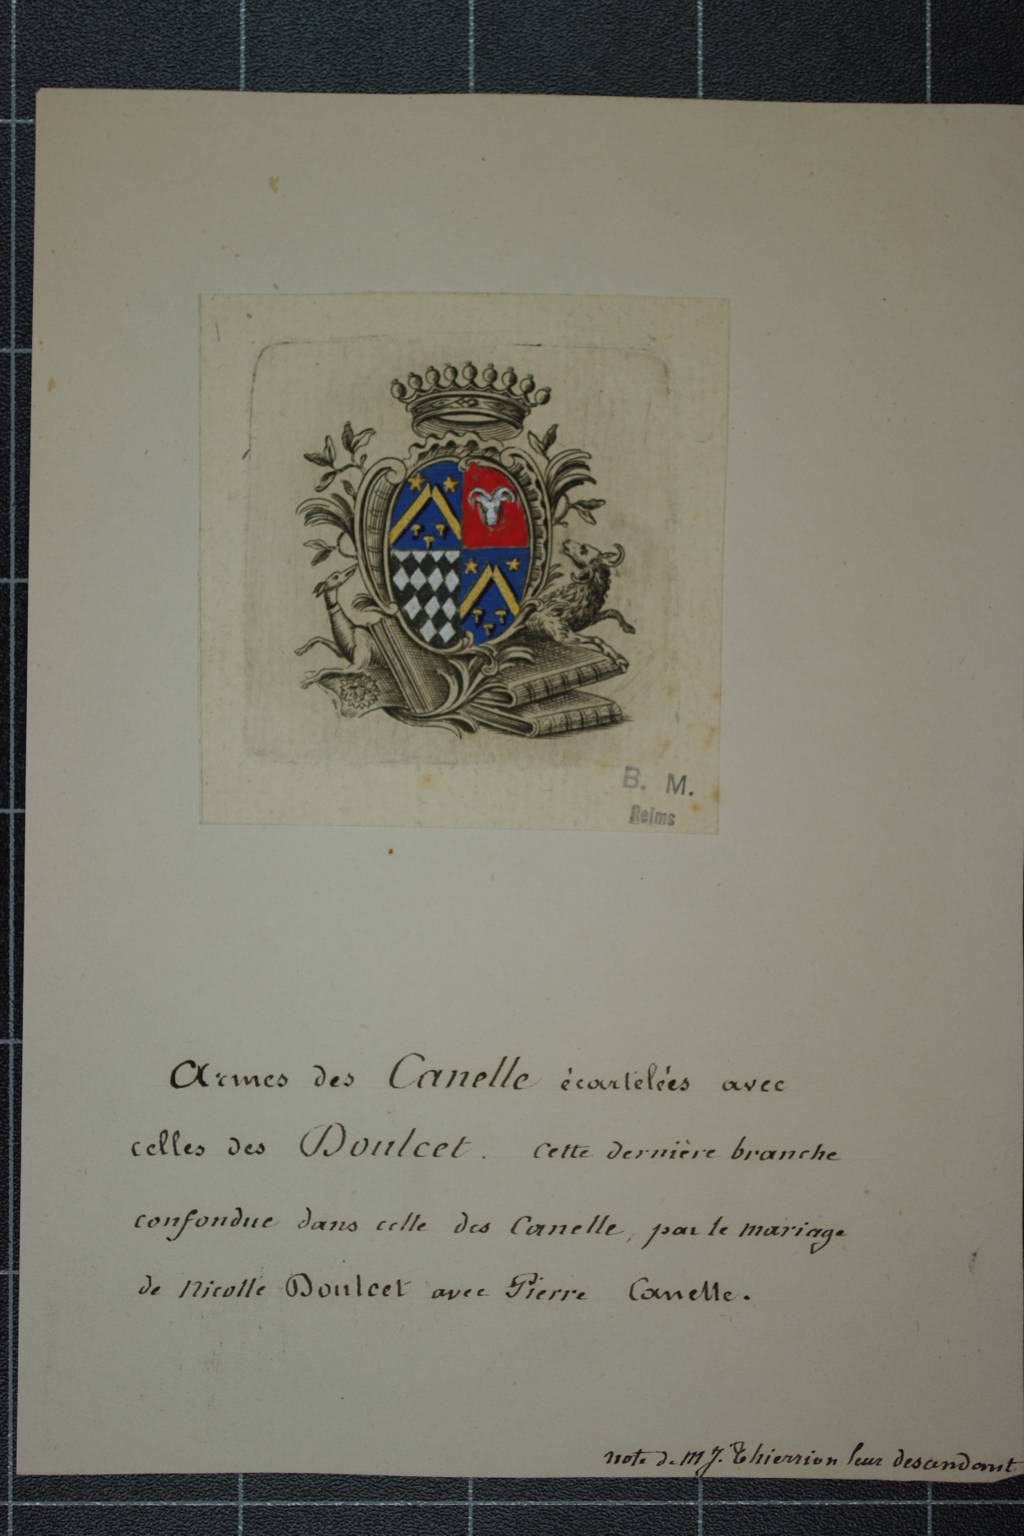 B. M.
Reims
Armes des Canelle écartelées avec
celles des Doulcet. Cette dernière branche
confondue dans celle des Canelle, par le mariage
de Nicolle Doulcet avec Pierre Canelle.
note de M J. Thierrion leur descendant